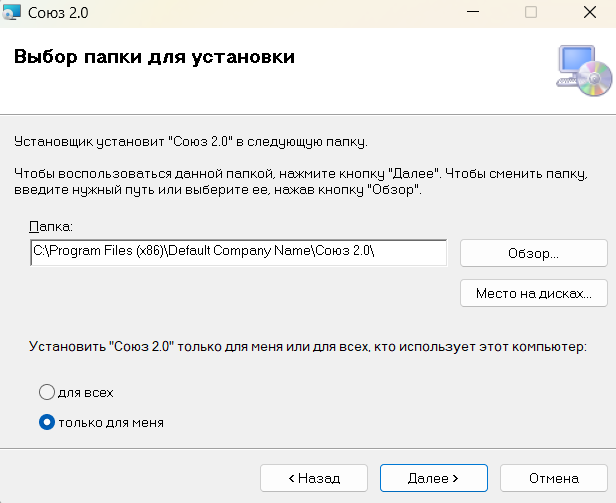 Союз 2.0
Выбор папки для установки
Установщик установит "Союз 2.0" в следующую папку.
Чтобы воспользоваться данной папкой, нажмите кнопку "Далее". Чтобы сменить папку,
введите нужный путь или выберите ее, нажав кнопку "Обзор".
Папка:
C:\Program Files (x86)\Default Company Name\Союз 2.0\
Обзор...
Место на дисках...
Установить "Союз 2.0" только для меня или для всех, кто использует этот компьютер:
для всех
только для меня
< Назад
Далее >
Отмена